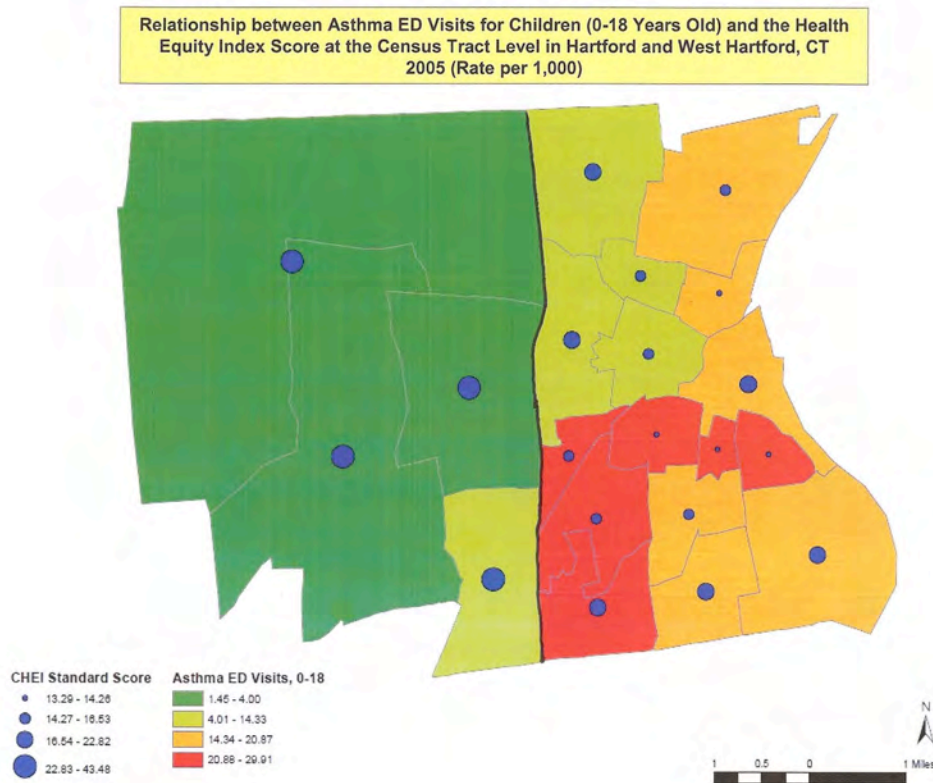 Relationship between Asthma ED Visits for Children (0-18 Years Old) and the Health
Equity Index Score at the Census Tract Level in Hartford and West Hartford, CT
2005 (Rate per 1,000)
CHEI Standard Score
13.29 - 14.26
14.27 - 16.53
16.54 - 22.82
22.83 - 43.48
Asthma ED Visits, 0-18
1.45 - 4.00
4.01 - 14.33
14.34 - 20.87
20.88 - 29.91
N
1 0.5 0 1 Miles